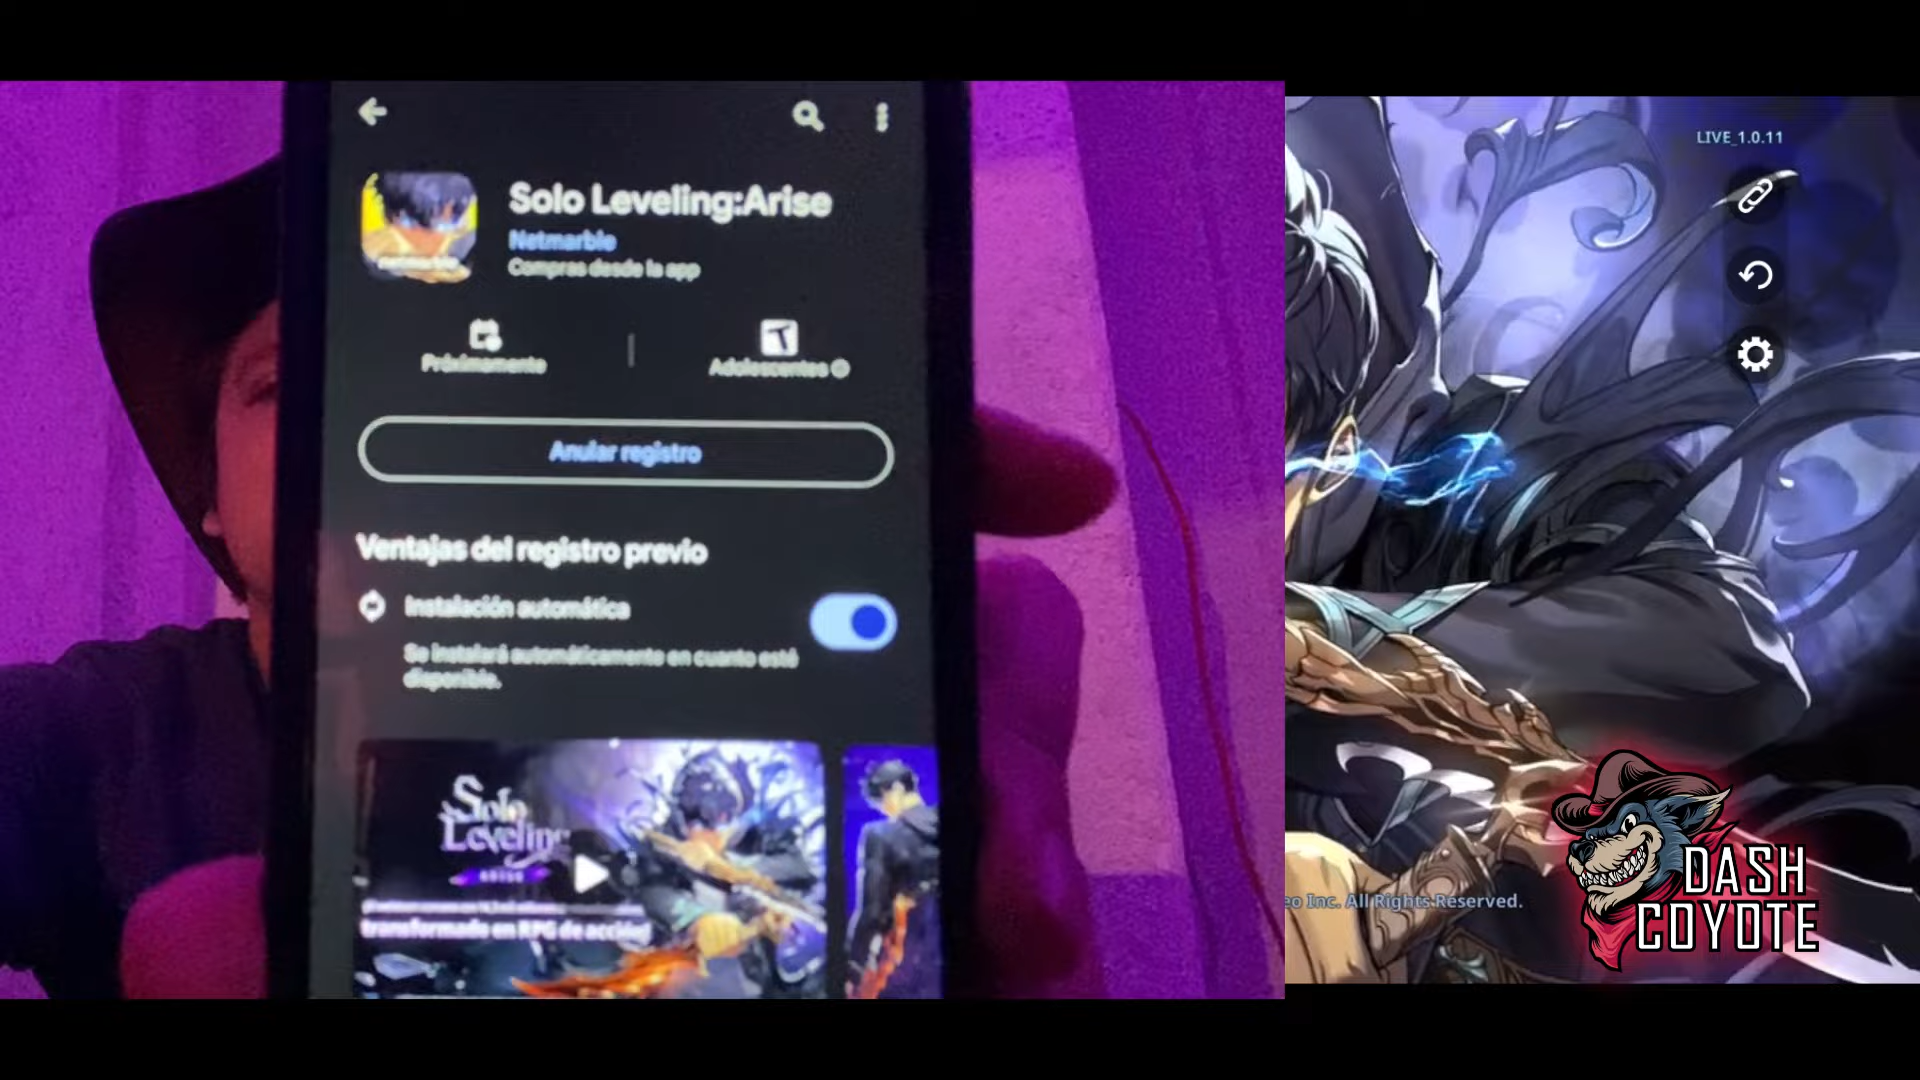 Solo Leveling:Arise
Netmarble
Compras desde la app
Próximamente
T
Adolescentes
Anular registro
Ventajas del registro previo
Instalación automática
Se instalará automáticamente en cuanto esté
disponible.
Solo
Leveling
ARISE
transformado en RPG de acción!
LIVE_1.0.11
eo Inc. All Rights Reserved.
DASH
COYOTE